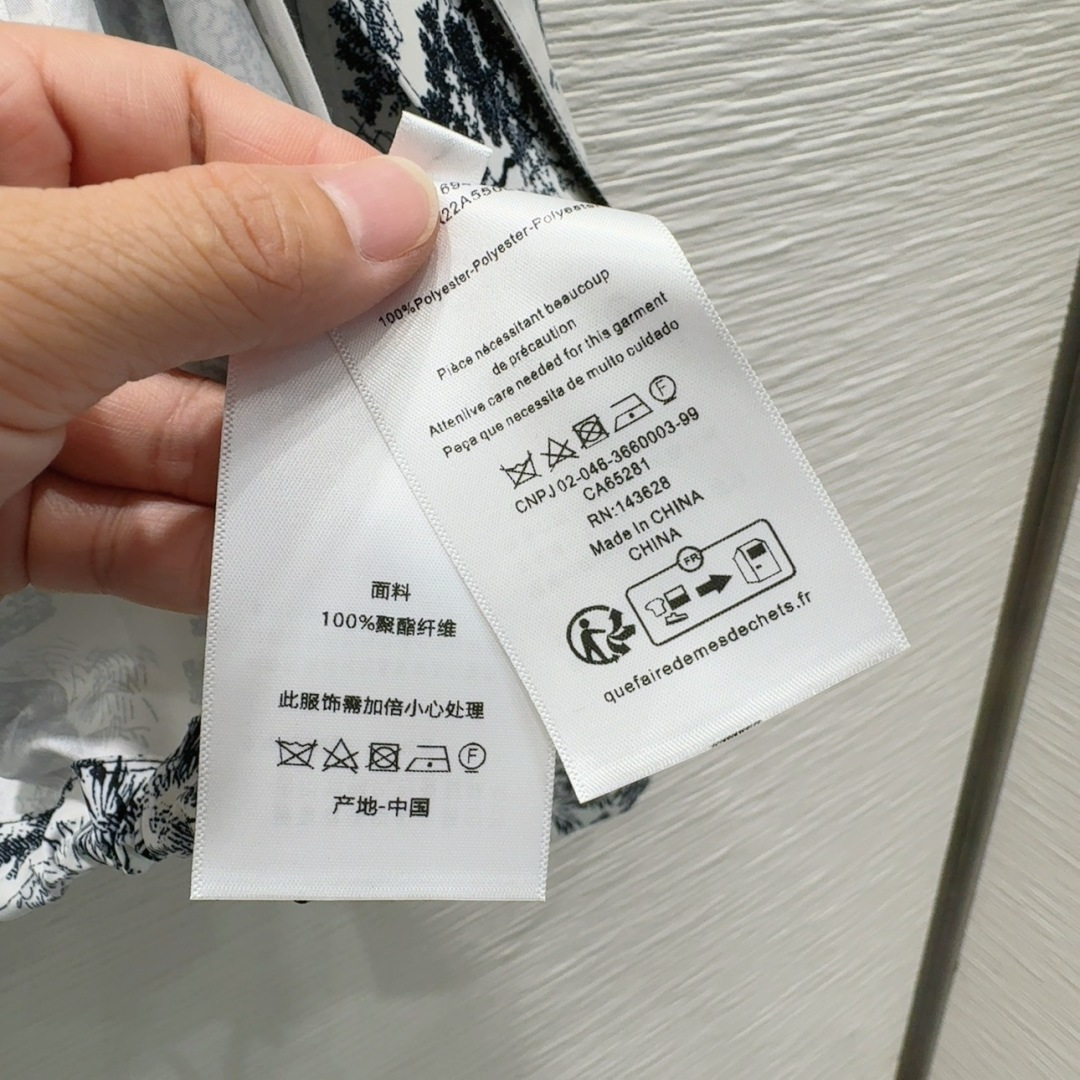 100%Polyester-Polyester-Polyester
Pièce nécessitant beaucoup
de précaution
Attenlive care needed for this garment
Peça que necessita de muito cuidado
F
CNPJ 02-046-3660003-99
CA65281
RN:143628
Made In CHINA
CHINA
FR
quefairedemesdechets.fr
面料
100%聚酯纤维
此服饰需加倍小心处理
F
产地-中国